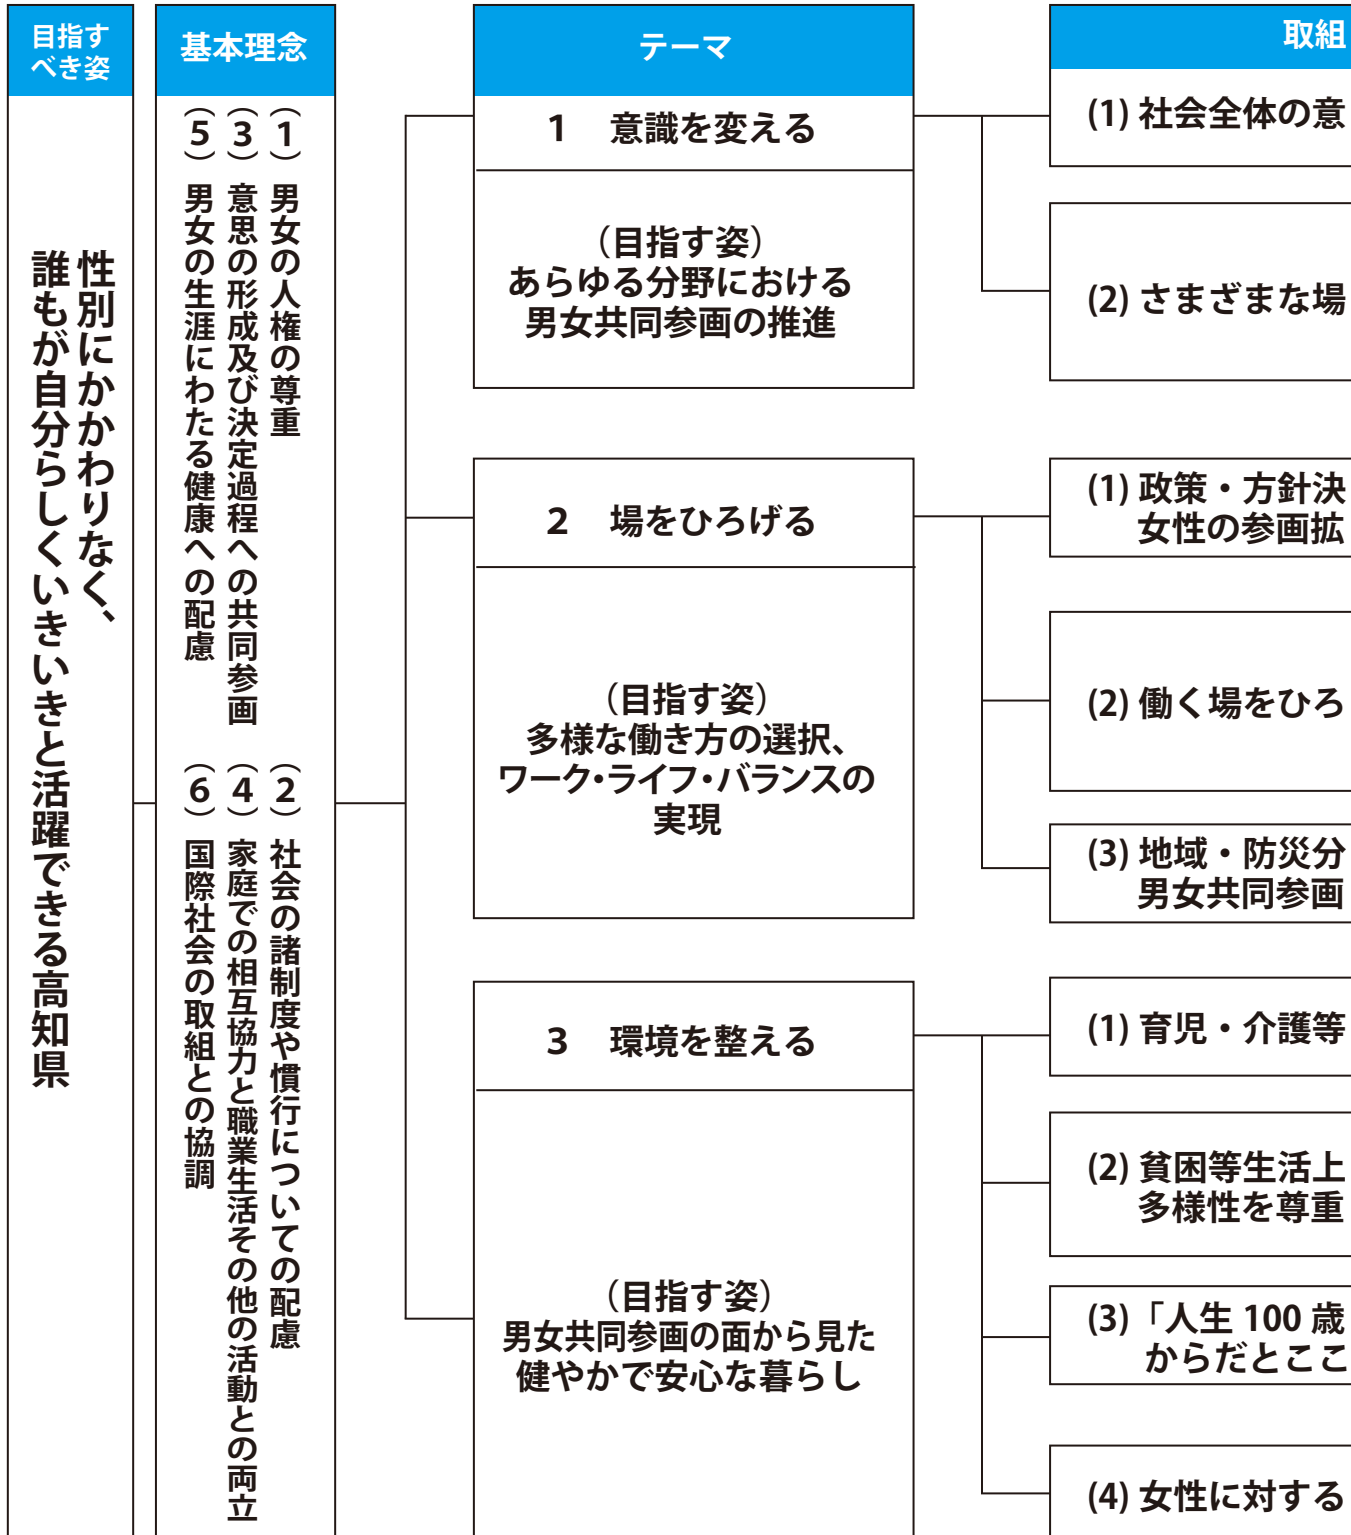 目指す
べき姿
性別にかかわりなく、
誰もが自分らしくいきいきと活躍できる高知県
基本理念
（1）　男女の人権の尊重
（2）　社会の諸制度や慣行についての配慮
（3）　意思の形成及び決定過程への共同参画
（4）　家庭での相互協力と職業生活その他の活動との両立
（5）　男女の生涯にわたる健康への配慮
（6）　国際社会の取組との協調
テーマ
1　意識を変える
（目指す姿）
あらゆる分野における
男女共同参画の推進
2　場をひろげる
（目指す姿）
多様な働き方の選択、
ワーク・ライフ・バランスの
実現
3　環境を整える
（目指す姿）
男女共同参画の面から見た
健やかで安心な暮らし
取組
(1) 社会全体の意
(2) さまざまな場
(1) 政策・方針決
女性の参画拡
(2) 働く場をひろ
(3) 地域・防災分
男女共同参画
(1) 育児・介護等
(2) 貧困等生活上
多様性を尊重
(3)「人生 100 歳
からだとここ
(4) 女性に対する